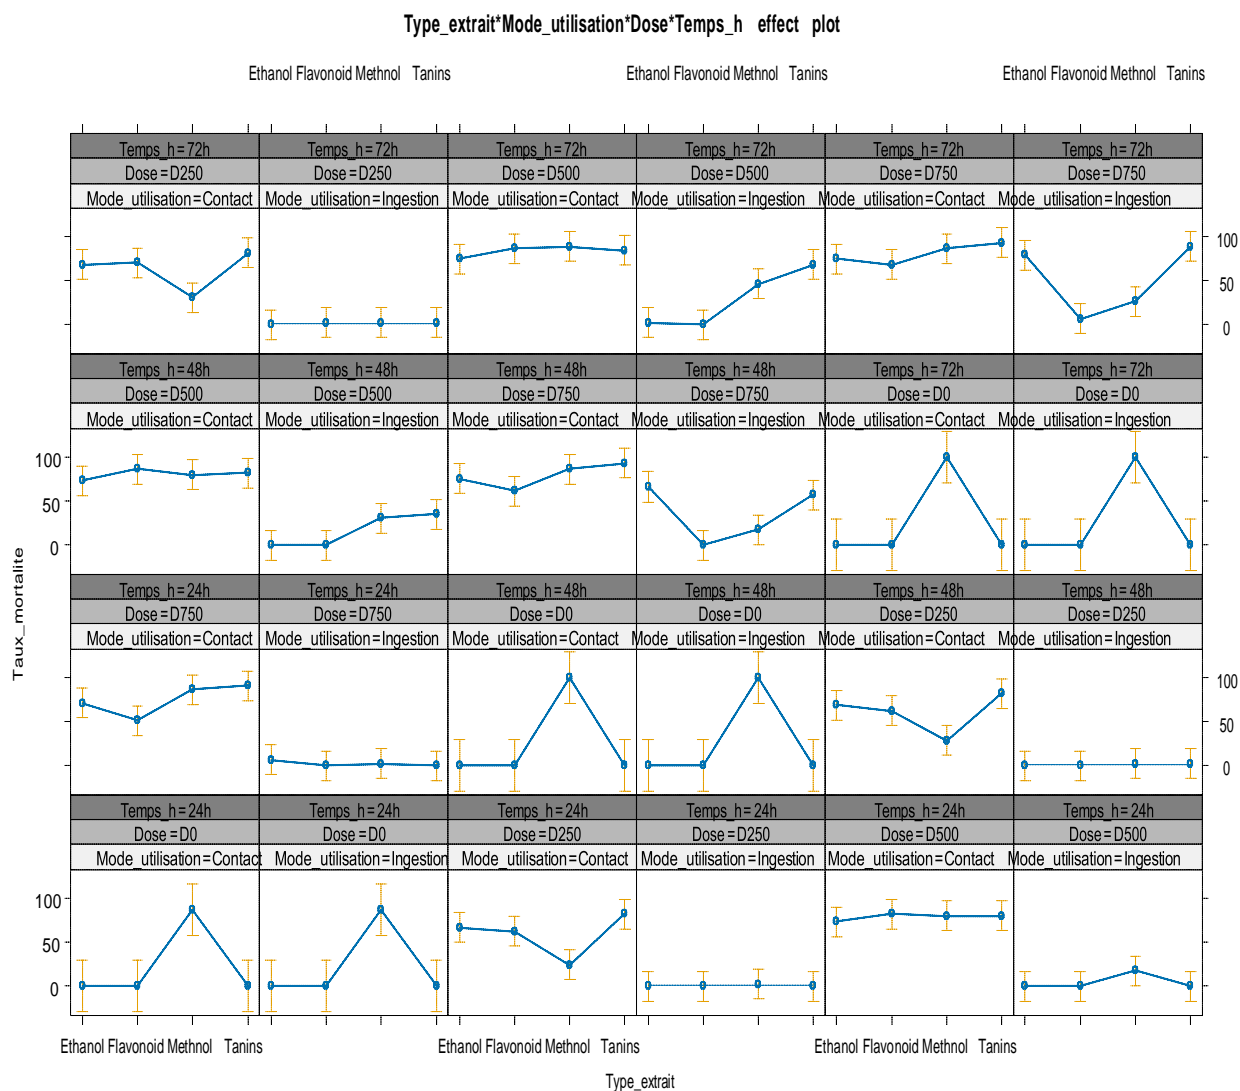 Type_extrait*Mode_utilisation*Dose*Temps_h effect plot
Ethanol Flavonoid Methnol Tanins Ethanol Flavonoid Methnol Tanins Ethanol Flavonoid Methnol Tanins
Temps_h = 72h Temps_h = 72h Temps_h = 72h Temps_h = 72h Temps_h = 72h Temps_h = 72h
Dose = D250 Dose = D250 Dose = D500 Dose = D500 Dose = D750 Dose = D750
Mode_utilisation = Contact Mode_utilisation = Ingestion Mode_utilisation = Contact Mode_utilisation = Ingestion Mode_utilisation = Contact Mode_utilisation = Ingestion
100
50
0
Temps_h = 48h Temps_h = 48h Temps_h = 48h Temps_h = 48h Temps_h = 72h Temps_h = 72h
Dose = D500 Dose = D500 Dose = D750 Dose = D750 Dose = D0 Dose = D0
Mode_utilisation = Contact Mode_utilisation = Ingestion Mode_utilisation = Contact Mode_utilisation = Ingestion Mode_utilisation = Contact Mode_utilisation = Ingestion
100
50
0
Taux_mortalite
Temps_h = 24h Temps_h = 24h Temps_h = 48h Temps_h = 48h Temps_h = 48h Temps_h = 48h
Dose = D750 Dose = D750 Dose = D0 Dose = D0 Dose = D250 Dose = D250
Mode_utilisation = Contact Mode_utilisation = Ingestion Mode_utilisation = Contact Mode_utilisation = Ingestion Mode_utilisation = Contact Mode_utilisation = Ingestion
100
50
0
Temps_h = 24h Temps_h = 24h Temps_h = 24h Temps_h = 24h Temps_h = 24h Temps_h = 24h
Dose = D0 Dose = D0 Dose = D250 Dose = D250 Dose = D500 Dose = D500
Mode_utilisation = Contact Mode_utilisation = Ingestion Mode_utilisation = Contact Mode_utilisation = Ingestion Mode_utilisation = Contact Mode_utilisation = Ingestion
100
50
0
Ethanol Flavonoid Methnol Tanins Ethanol Flavonoid Methnol Tanins Ethanol Flavonoid Methnol Tanins
Type_extrait